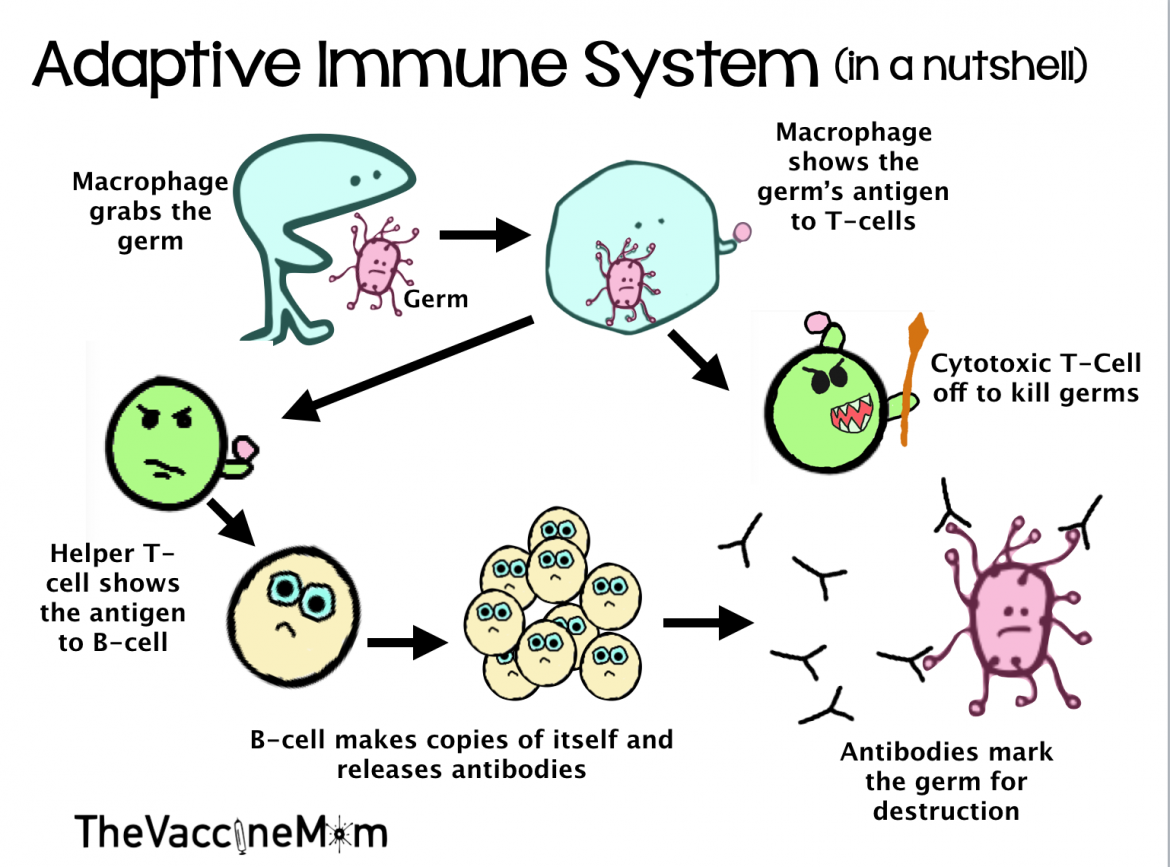 Adaptive Immune System (in a nutshell)
Macrophage
grabs the
germ
Germ
Macrophage
shows the
germ’s antigen
to T-cells
Cytotoxic T-Cell
off to kill germs
Helper T-
cell shows
the antigen
to B-cell
B-cell makes copies of itself and
releases antibodies
Antibodies mark
the germ for
destruction
TheVaccineMom